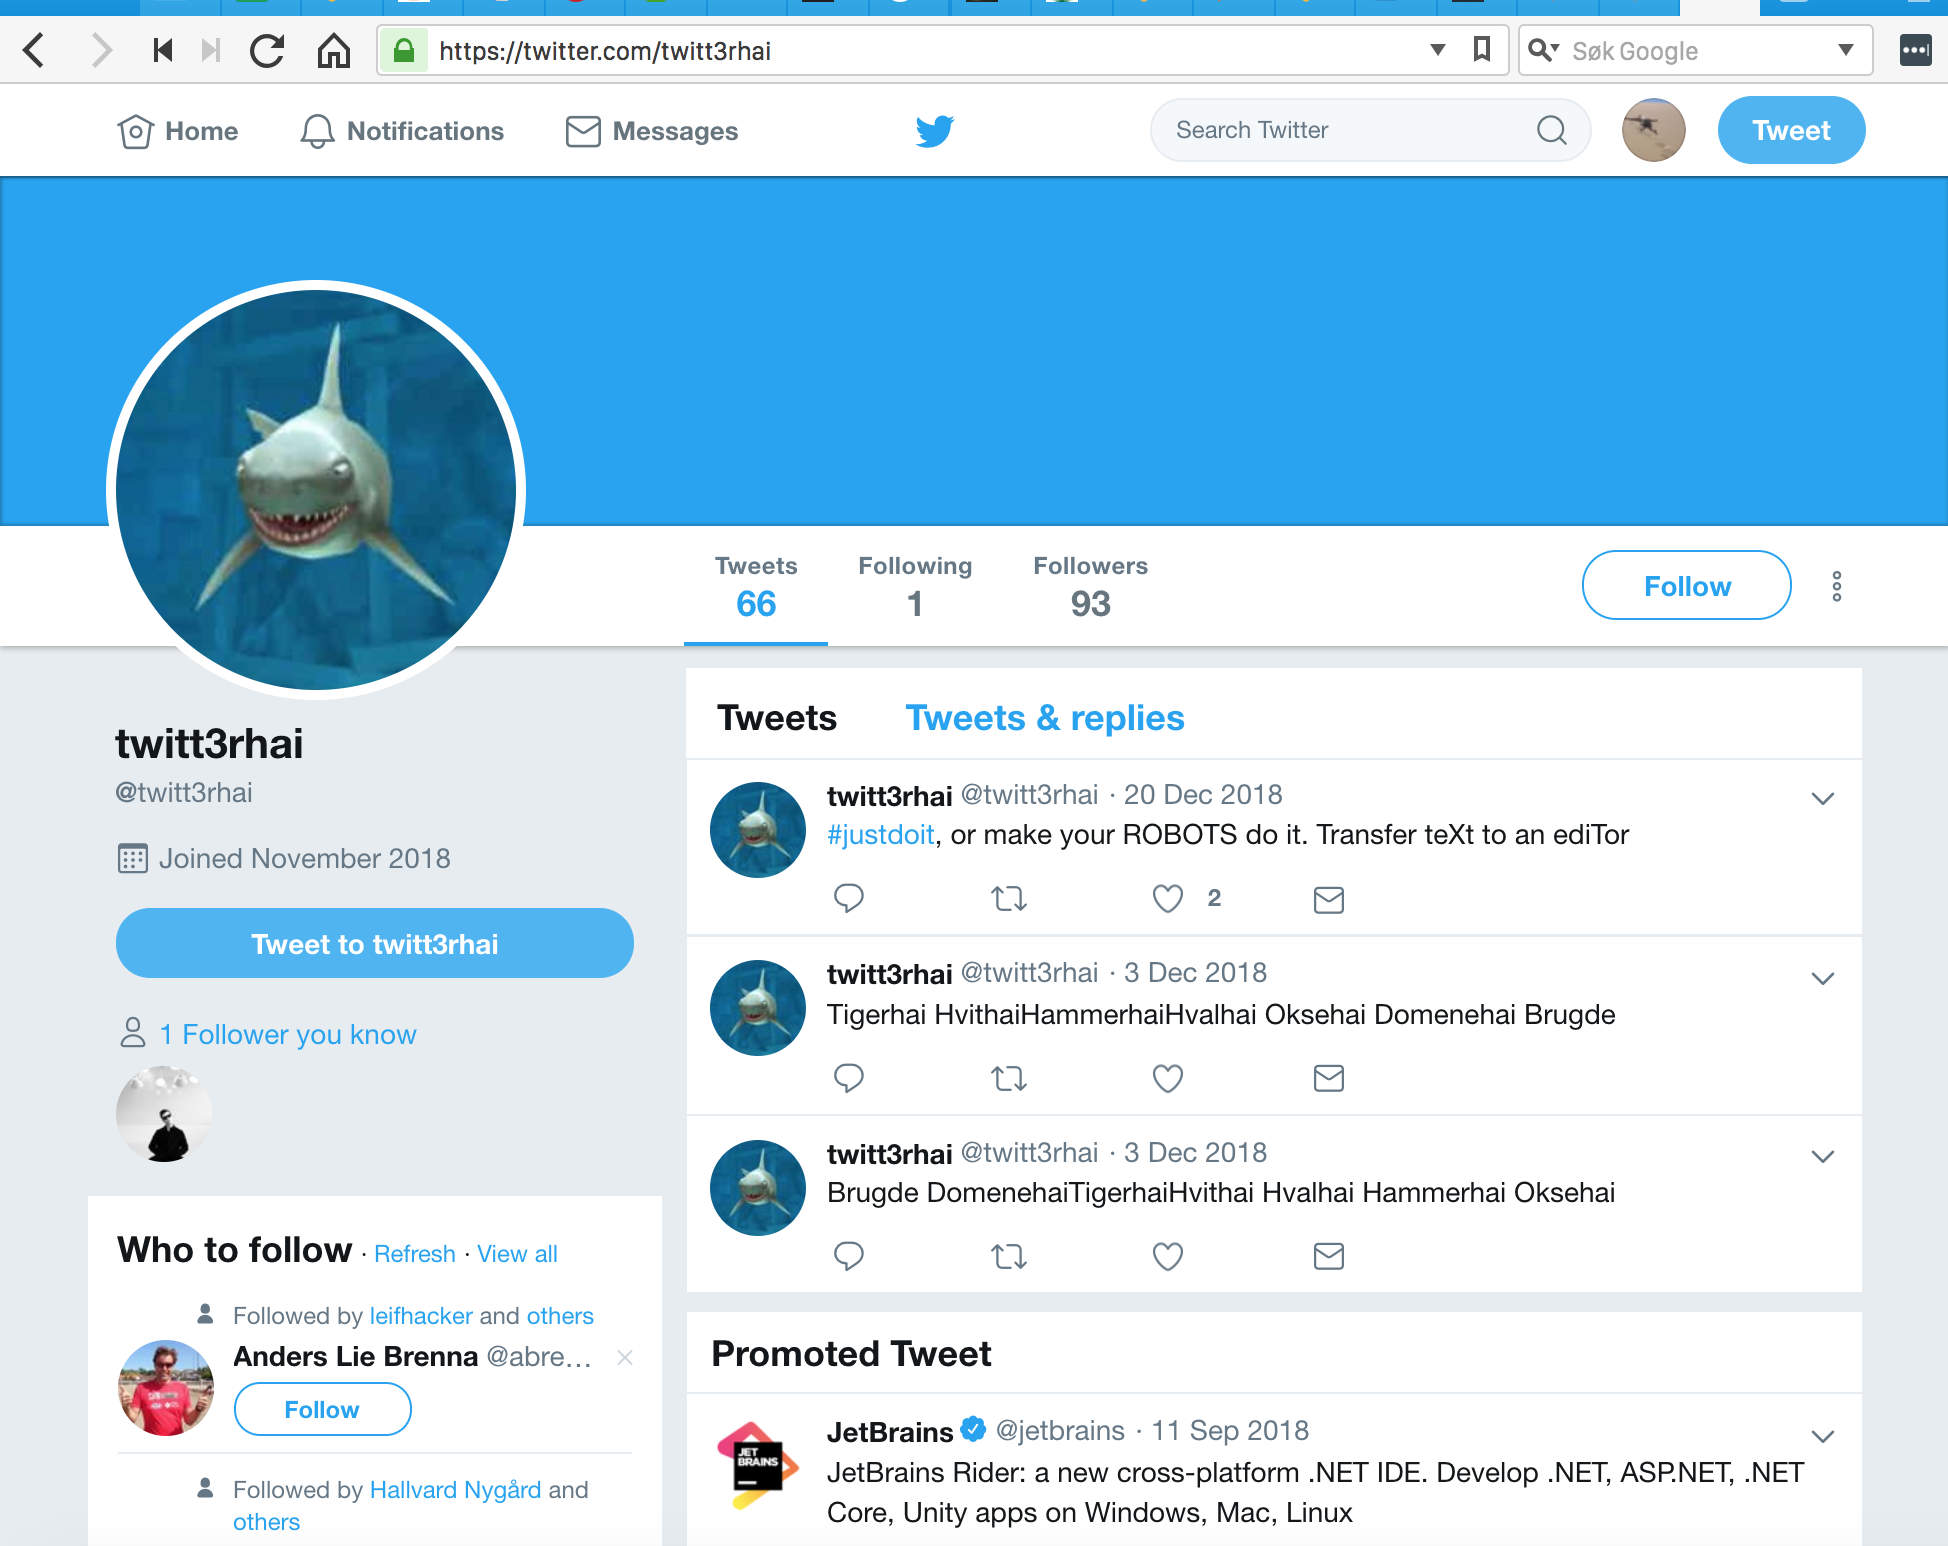 https://twitter.com/twitt3rhai
Søk Google
Home
Notifications
Messages
Search Twitter
Tweet
Tweets
66
Following
1
Followers
93
Follow
twitt3rhai
@twitt3rhai
Joined November 2018
Tweet to twitt3rhai
1 Follower you know
Who to follow · Refresh · View all
Followed by leifhacker and others
Anders Lie Brenna @abre...
Follow
Followed by Hallvard Nygård and
others
Tweets
Tweets & replies
twitt3rhai @twitt3rhai · 20 Dec 2018
#justdoit, or make your ROBOTS do it. Transfer teXt to an ediTor
2
twitt3rhai @twitt3rhai · 3 Dec 2018
Tigerhai HvithaiHammerhaiHvalhai Oksehai Domenehai Brugde
twitt3rhai @twitt3rhai · 3 Dec 2018
Brugde DomenehaiTigerhaiHvithai Hvalhai Hammerhai Oksehai
Promoted Tweet
JET
BRAINS
JetBrains @jetbrains · 11 Sep 2018
JetBrains Rider: a new cross-platform .NET IDE. Develop .NET, ASP.NET, .NET
Core, Unity apps on Windows, Mac, Linux